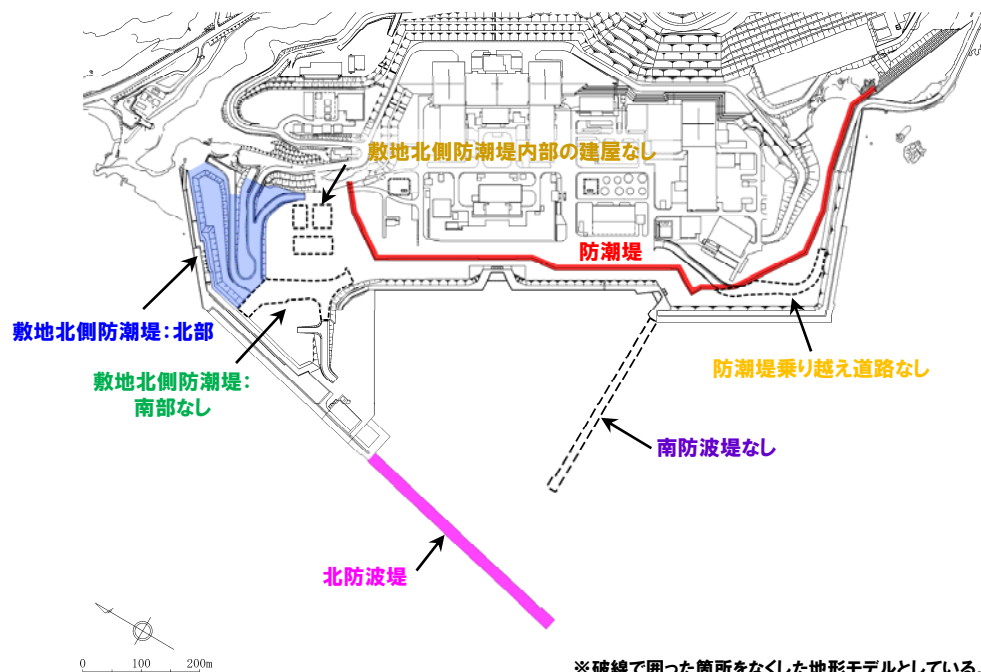 敷地北側防潮堤内部の建屋なし
防潮堤
敷地北側防潮堤：北部
敷地北側防潮堤：
南部なし
防潮堤乗り越え道路なし
南防波堤なし
北防波堤
0 100 200m
※破線で囲った箇所をなくした地形モデルとしている。